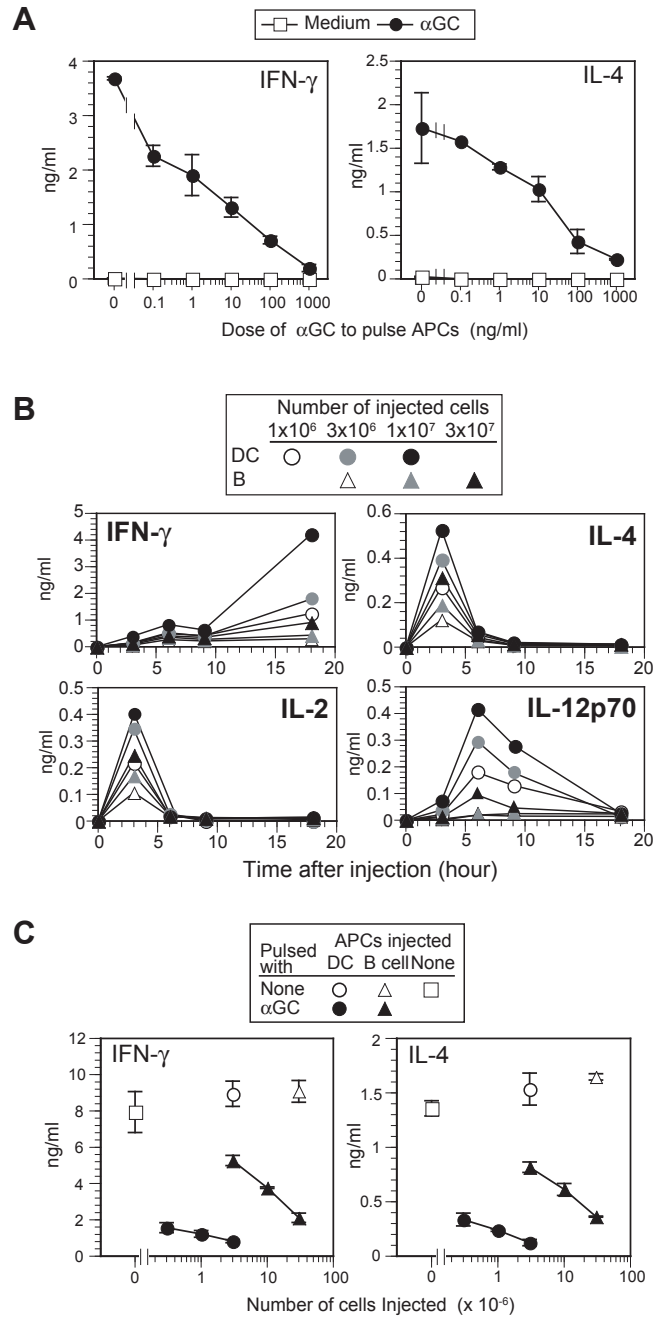 A
Medium αGC
IFN-γ
IL-4
4
3
2
1
0
ng/ml
2.5
2
1.5
1
0.5
0
ng/ml
0 0.1 1 10 100 1000
0 0.1 1 10 100 1000
Dose of αGC to pulse APCs (ng/ml)
B
Number of injected cells
1x10⁶ 3x10⁶ 1x10⁷ 3x10⁷
DC
B
IFN-γ
5
4
3
2
1
0
ng/ml
0 5 10 15 20
IL-4
0.6
0.4
0.2
0
ng/ml
0 5 10 15 20
IL-2
0.5
0.4
0.3
0.2
0.1
0
ng/ml
0 5 10 15 20
IL-12p70
0.5
0.4
0.3
0.2
0.1
0
ng/ml
0 5 10 15 20
Time after injection (hour)
C
APCs injected
Pulsed with
DC B cell None
None
αGC
IFN-γ
12
10
8
6
4
2
0
ng/ml
0 1 10 100
IL-4
2
1.5
1
0.5
0
ng/ml
0 1 10 100
Number of cells Injected (x 10⁻⁶)